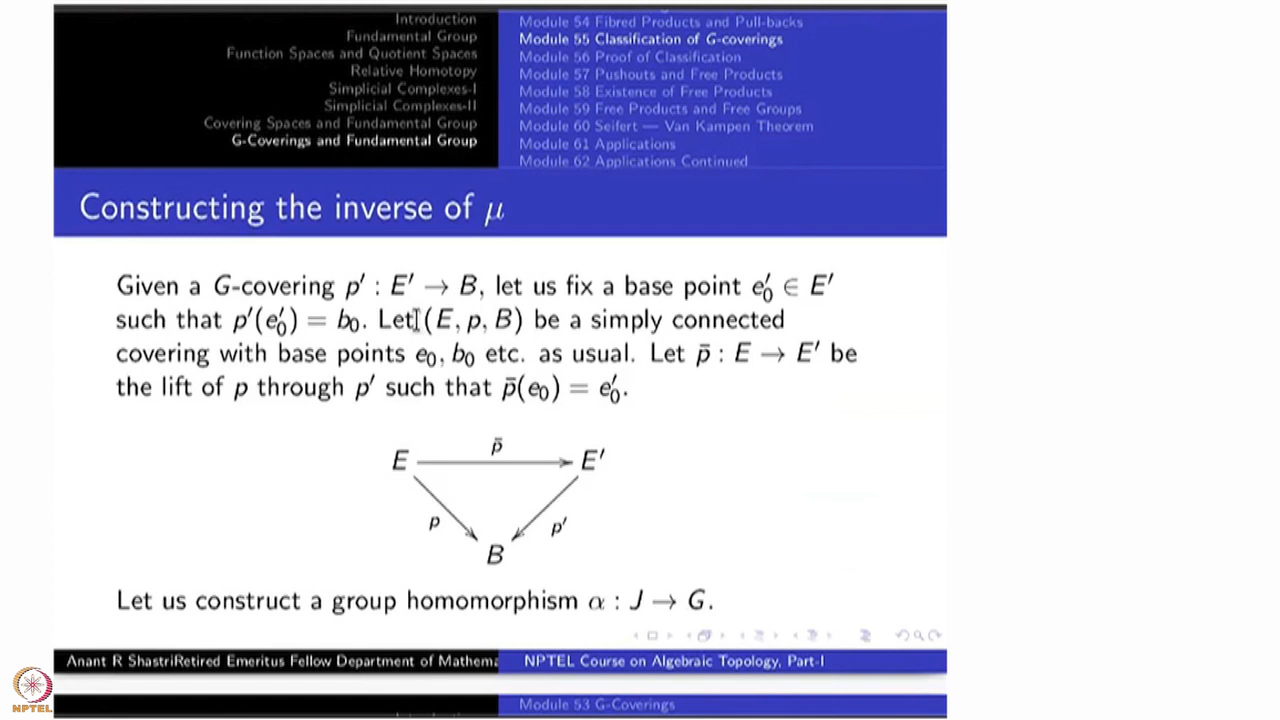 Introduction
Fundamental Group
Function Spaces and Quotient Spaces
Relative Homotopy
Simplicial Complexes-I
Simplicial Complexes-II
Covering Spaces and Fundamental Group
G-Coverings and Fundamental Group
Module 54 Fibred Products and Pull-backs
Module 55 Classification of G-coverings
Module 56 Proof of Classification
Module 57 Pushouts and Free Products
Module 58 Existence of Free Products
Module 59 Free Products and Free Groups
Module 60 Seifert — Van Kampen Theorem
Module 61 Applications
Module 62 Applications Continued
Constructing the inverse of μ
Given a G-covering p′ : E′ → B, let us fix a base point e′₀ ∈ E′
such that p′(e′₀) = b₀. Let (E, p, B) be a simply connected
covering with base points e₀, b₀ etc. as usual. Let p̄ : E → E′ be
the lift of p through p′ such that p̄(e₀) = e′₀.
p̄
E E′
p p′
B
Let us construct a group homomorphism α : J → G.
Anant R ShastriRetired Emeritus Fellow Department of Mathema
NPTEL Course on Algebraic Topology, Part-I
NPTEL
Module 53 G-Coverings